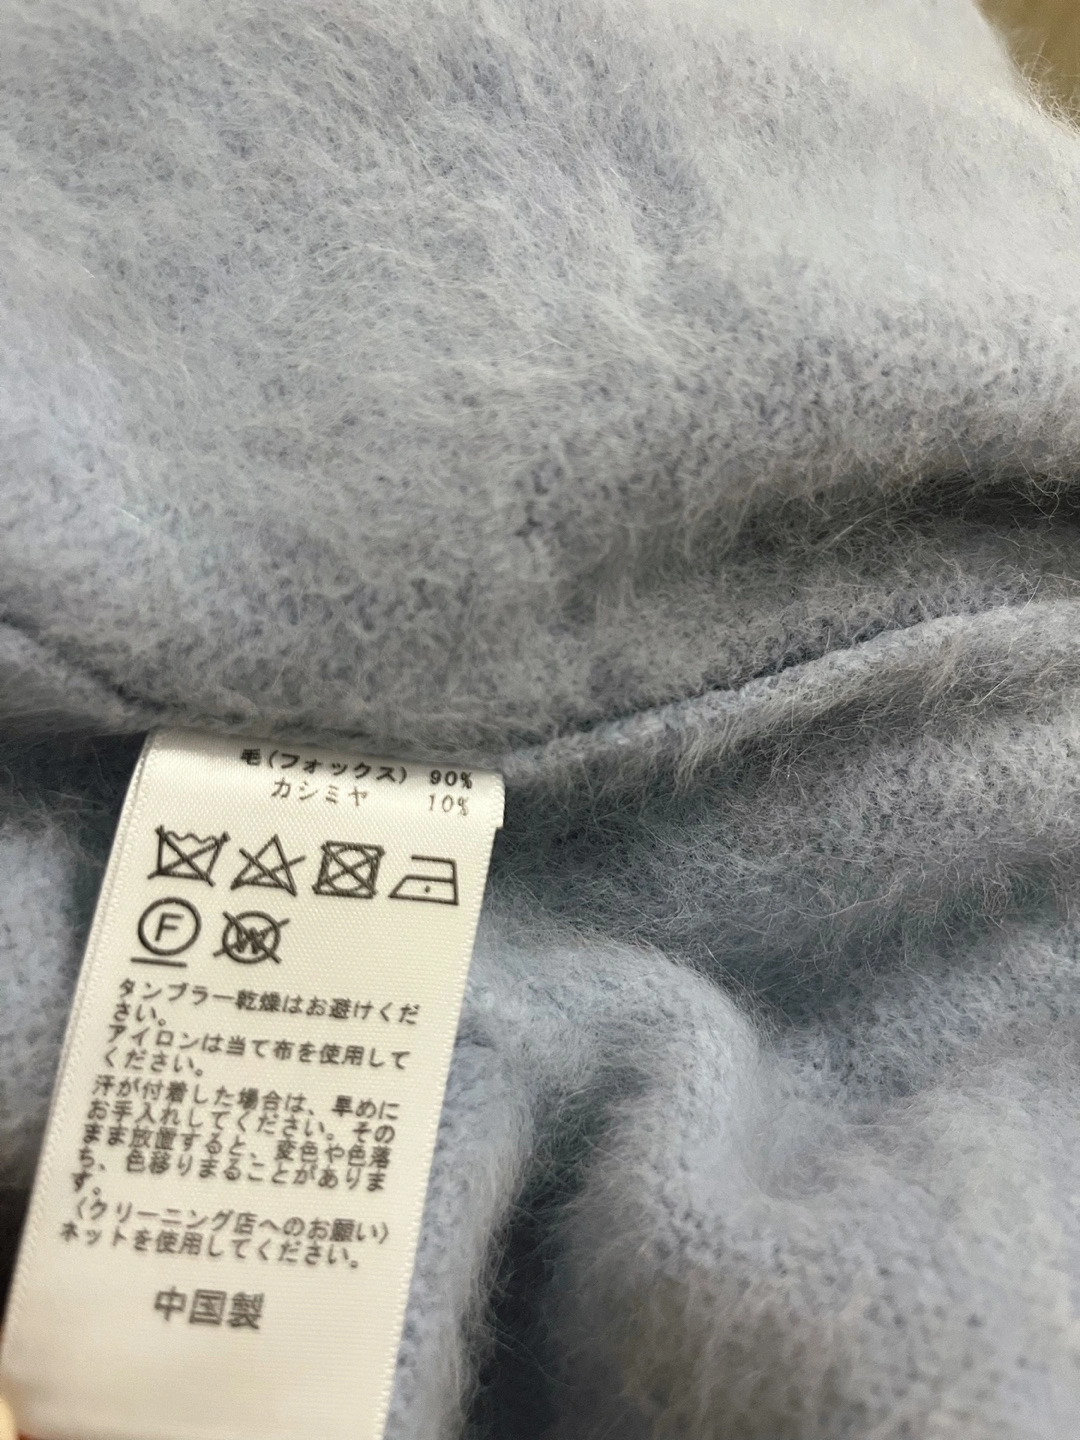 毛(フォックス) 90%
カシミヤ 10%
F
W
タンブラー乾燥はお避けくだ
さい。
アイロンは当て布を使用して
ください。
汗が付着した場合は、早めに
お手入れしてください。その
まま放置すると、変色や色落
ち、色移りまることがありま
す。
〈クリーニング店へのお願い〉
ネットを使用してください。
中国製